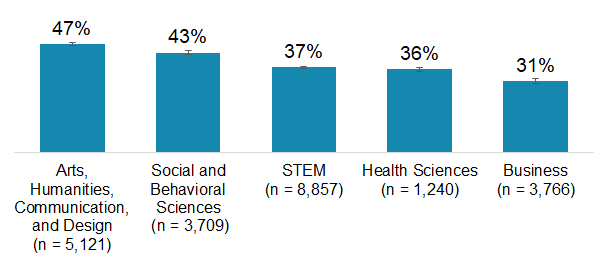 47%
43%
37%
36%
31%
Arts,
Humanities,
Communication,
and Design
(n = 5,121)
Social and
Behavioral
Sciences
(n = 3,709)
STEM
(n = 8,857)
Health Sciences
(n = 1,240)
Business
(n = 3,766)